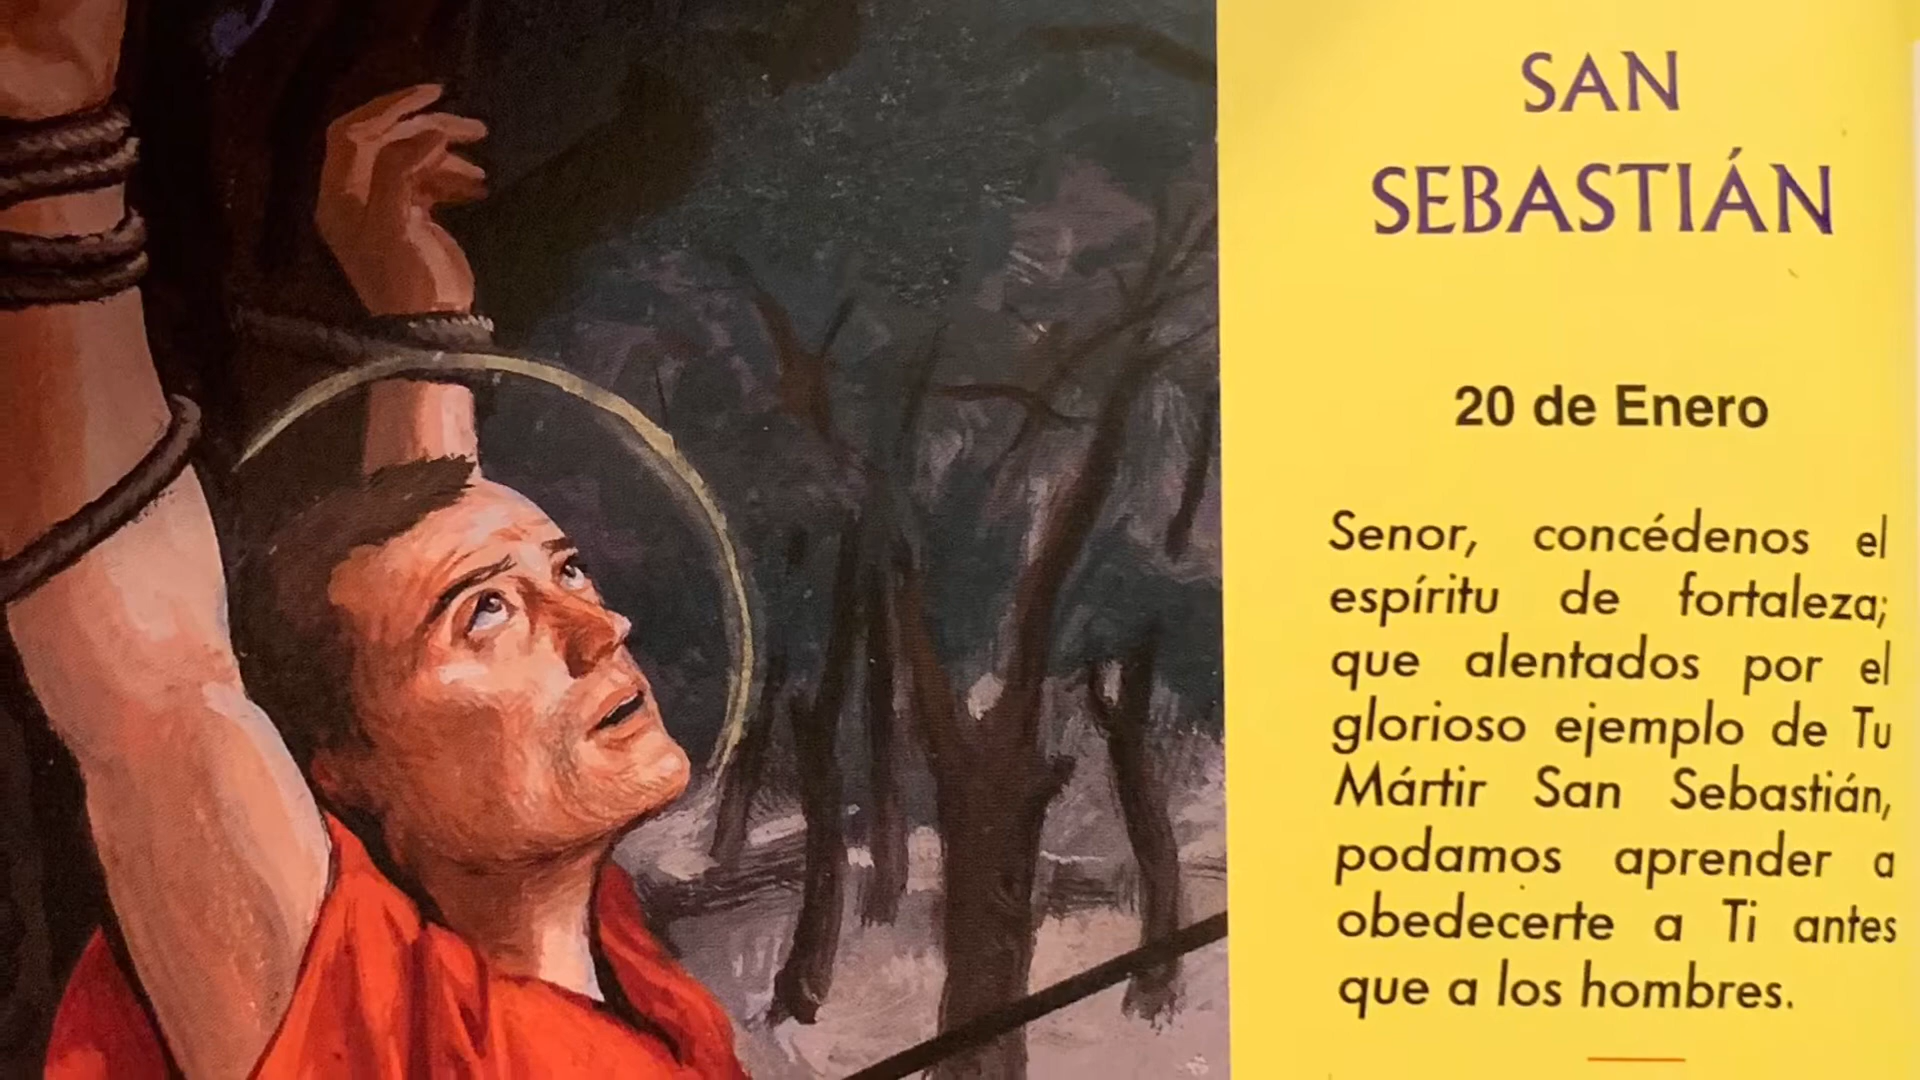 SAN
SEBASTIÁN
20 de Enero
Senor, concédenos el
espíritu de fortaleza;
que alentados por el
glorioso ejemplo de Tu
Mártir San Sebastián,
podamos aprender a
obedecerte a Ti antes
que a los hombres.